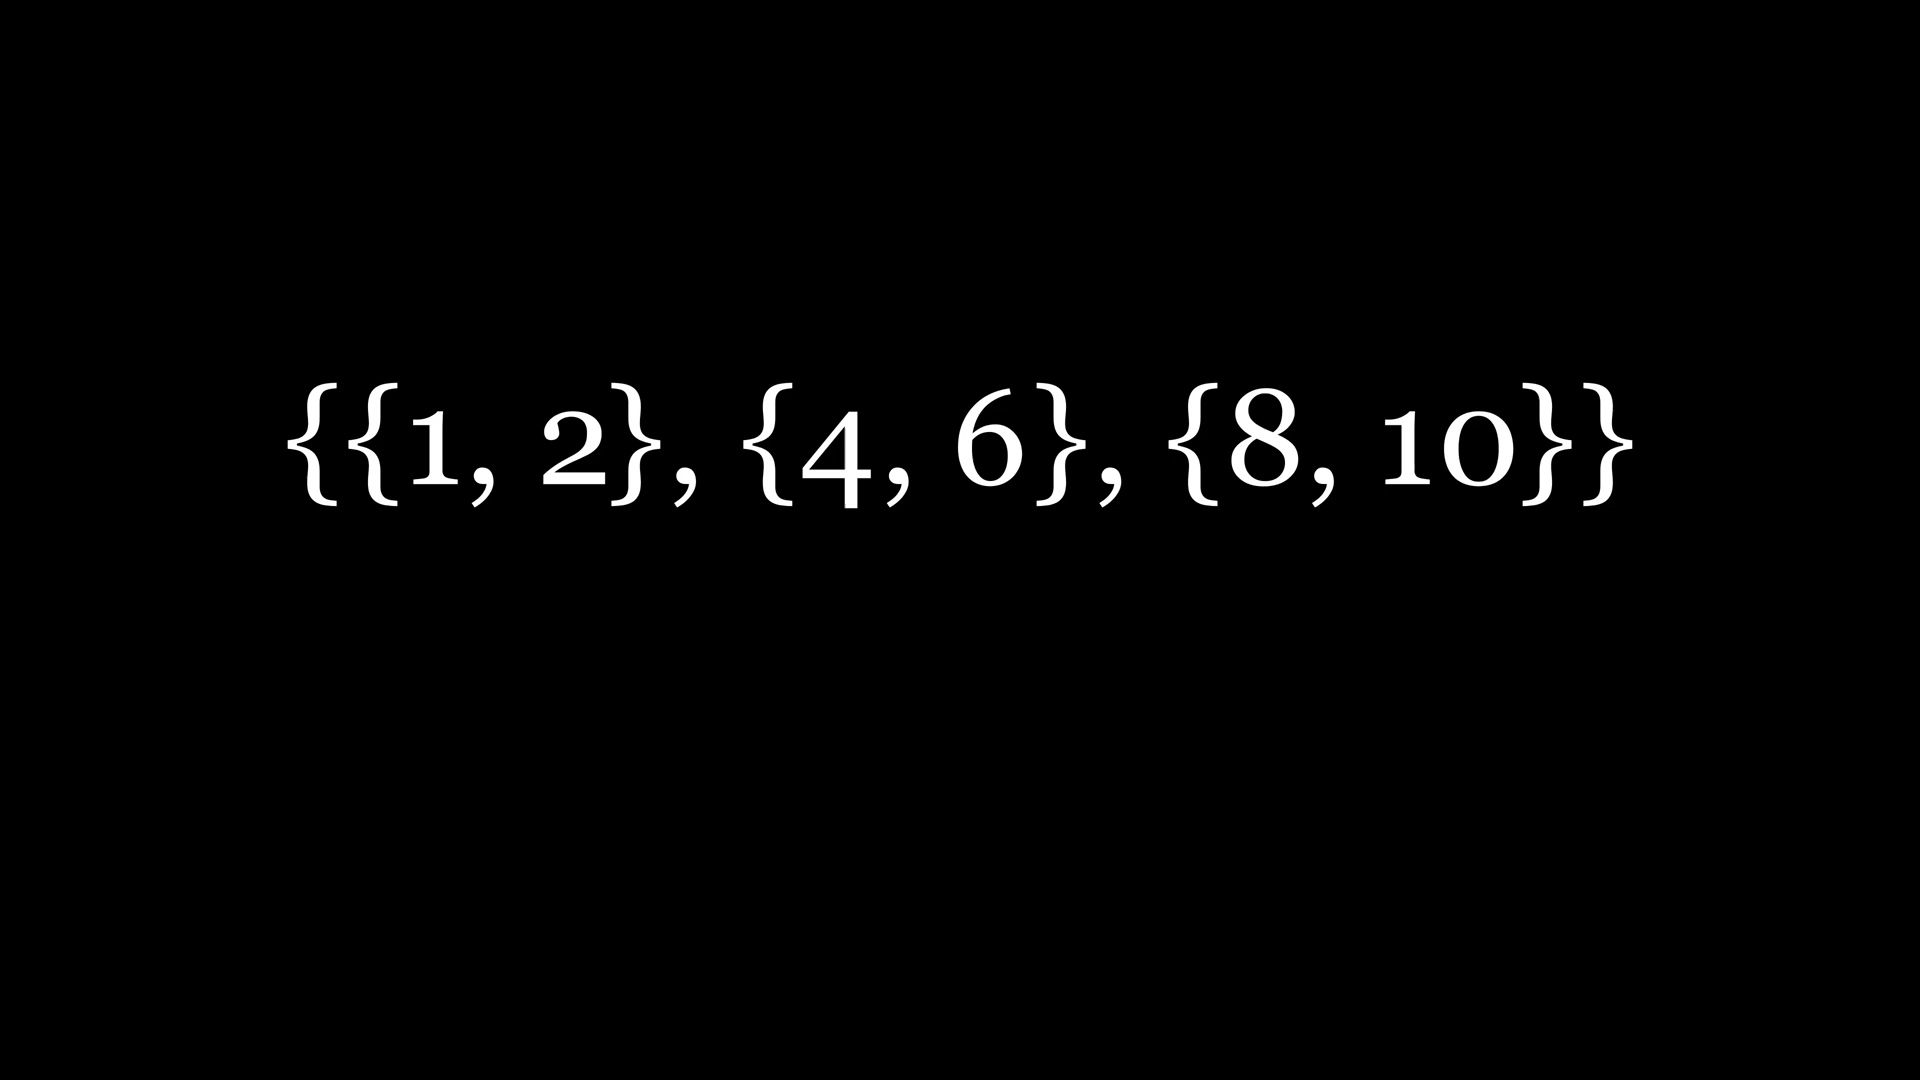 {{1, 2}, {4, 6}, {8, 10}}